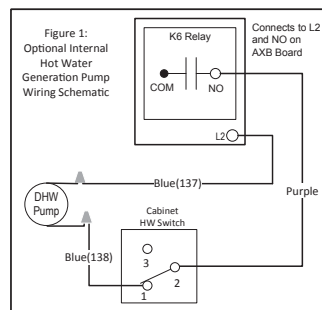 Figure 1:
Optional Internal
Hot Water
Generation Pump
Wiring Schematic
K6 Relay
COM
NO
L2
Connects to L2
and NO on
AXB Board
Blue(137)
Purple
DHW
Pump
Cabinet
HW Switch
Blue(138)
3
2
1